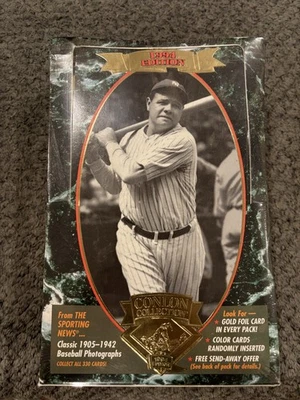 CONLON
COLLECTION
From THE
SPORTING
NEWS...
Classic 1905-1942
Baseball Photographs
COLLECT ALL 330 CARDS!
Look For—
★ GOLD FOIL CARD
IN EVERY PACK!
★ COLOR CARDS
RANDOMLY INSERTED
★ FREE SEND-AWAY OFFER
(See back of pack for details.)